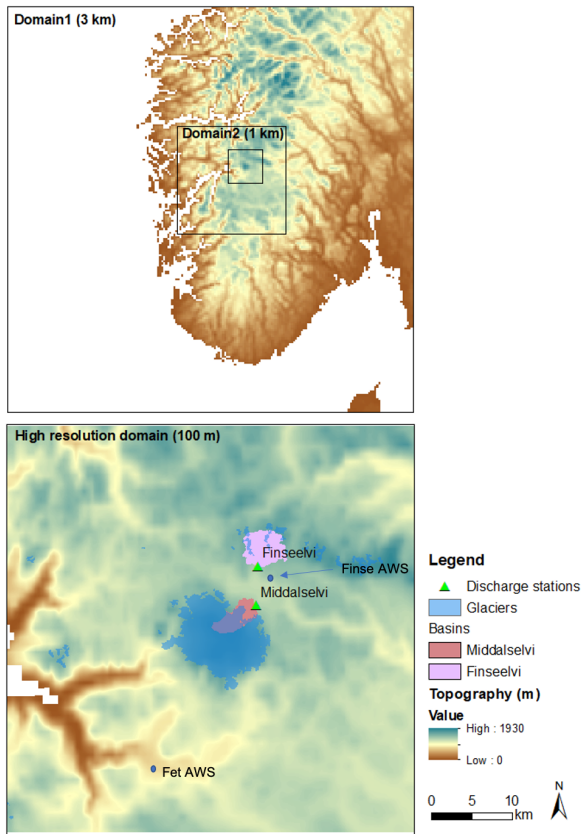 Domain1 (3 km)
Domain2 (1 km)
High resolution domain (100 m)
Finseelvi
Finse AWS
Middalselvi
Fet AWS
Legend
Discharge stations
Glaciers
Basins
Middalselvi
Finseelvi
Topography (m)
Value
High : 1930
Low : 0
0 5 10
km
N